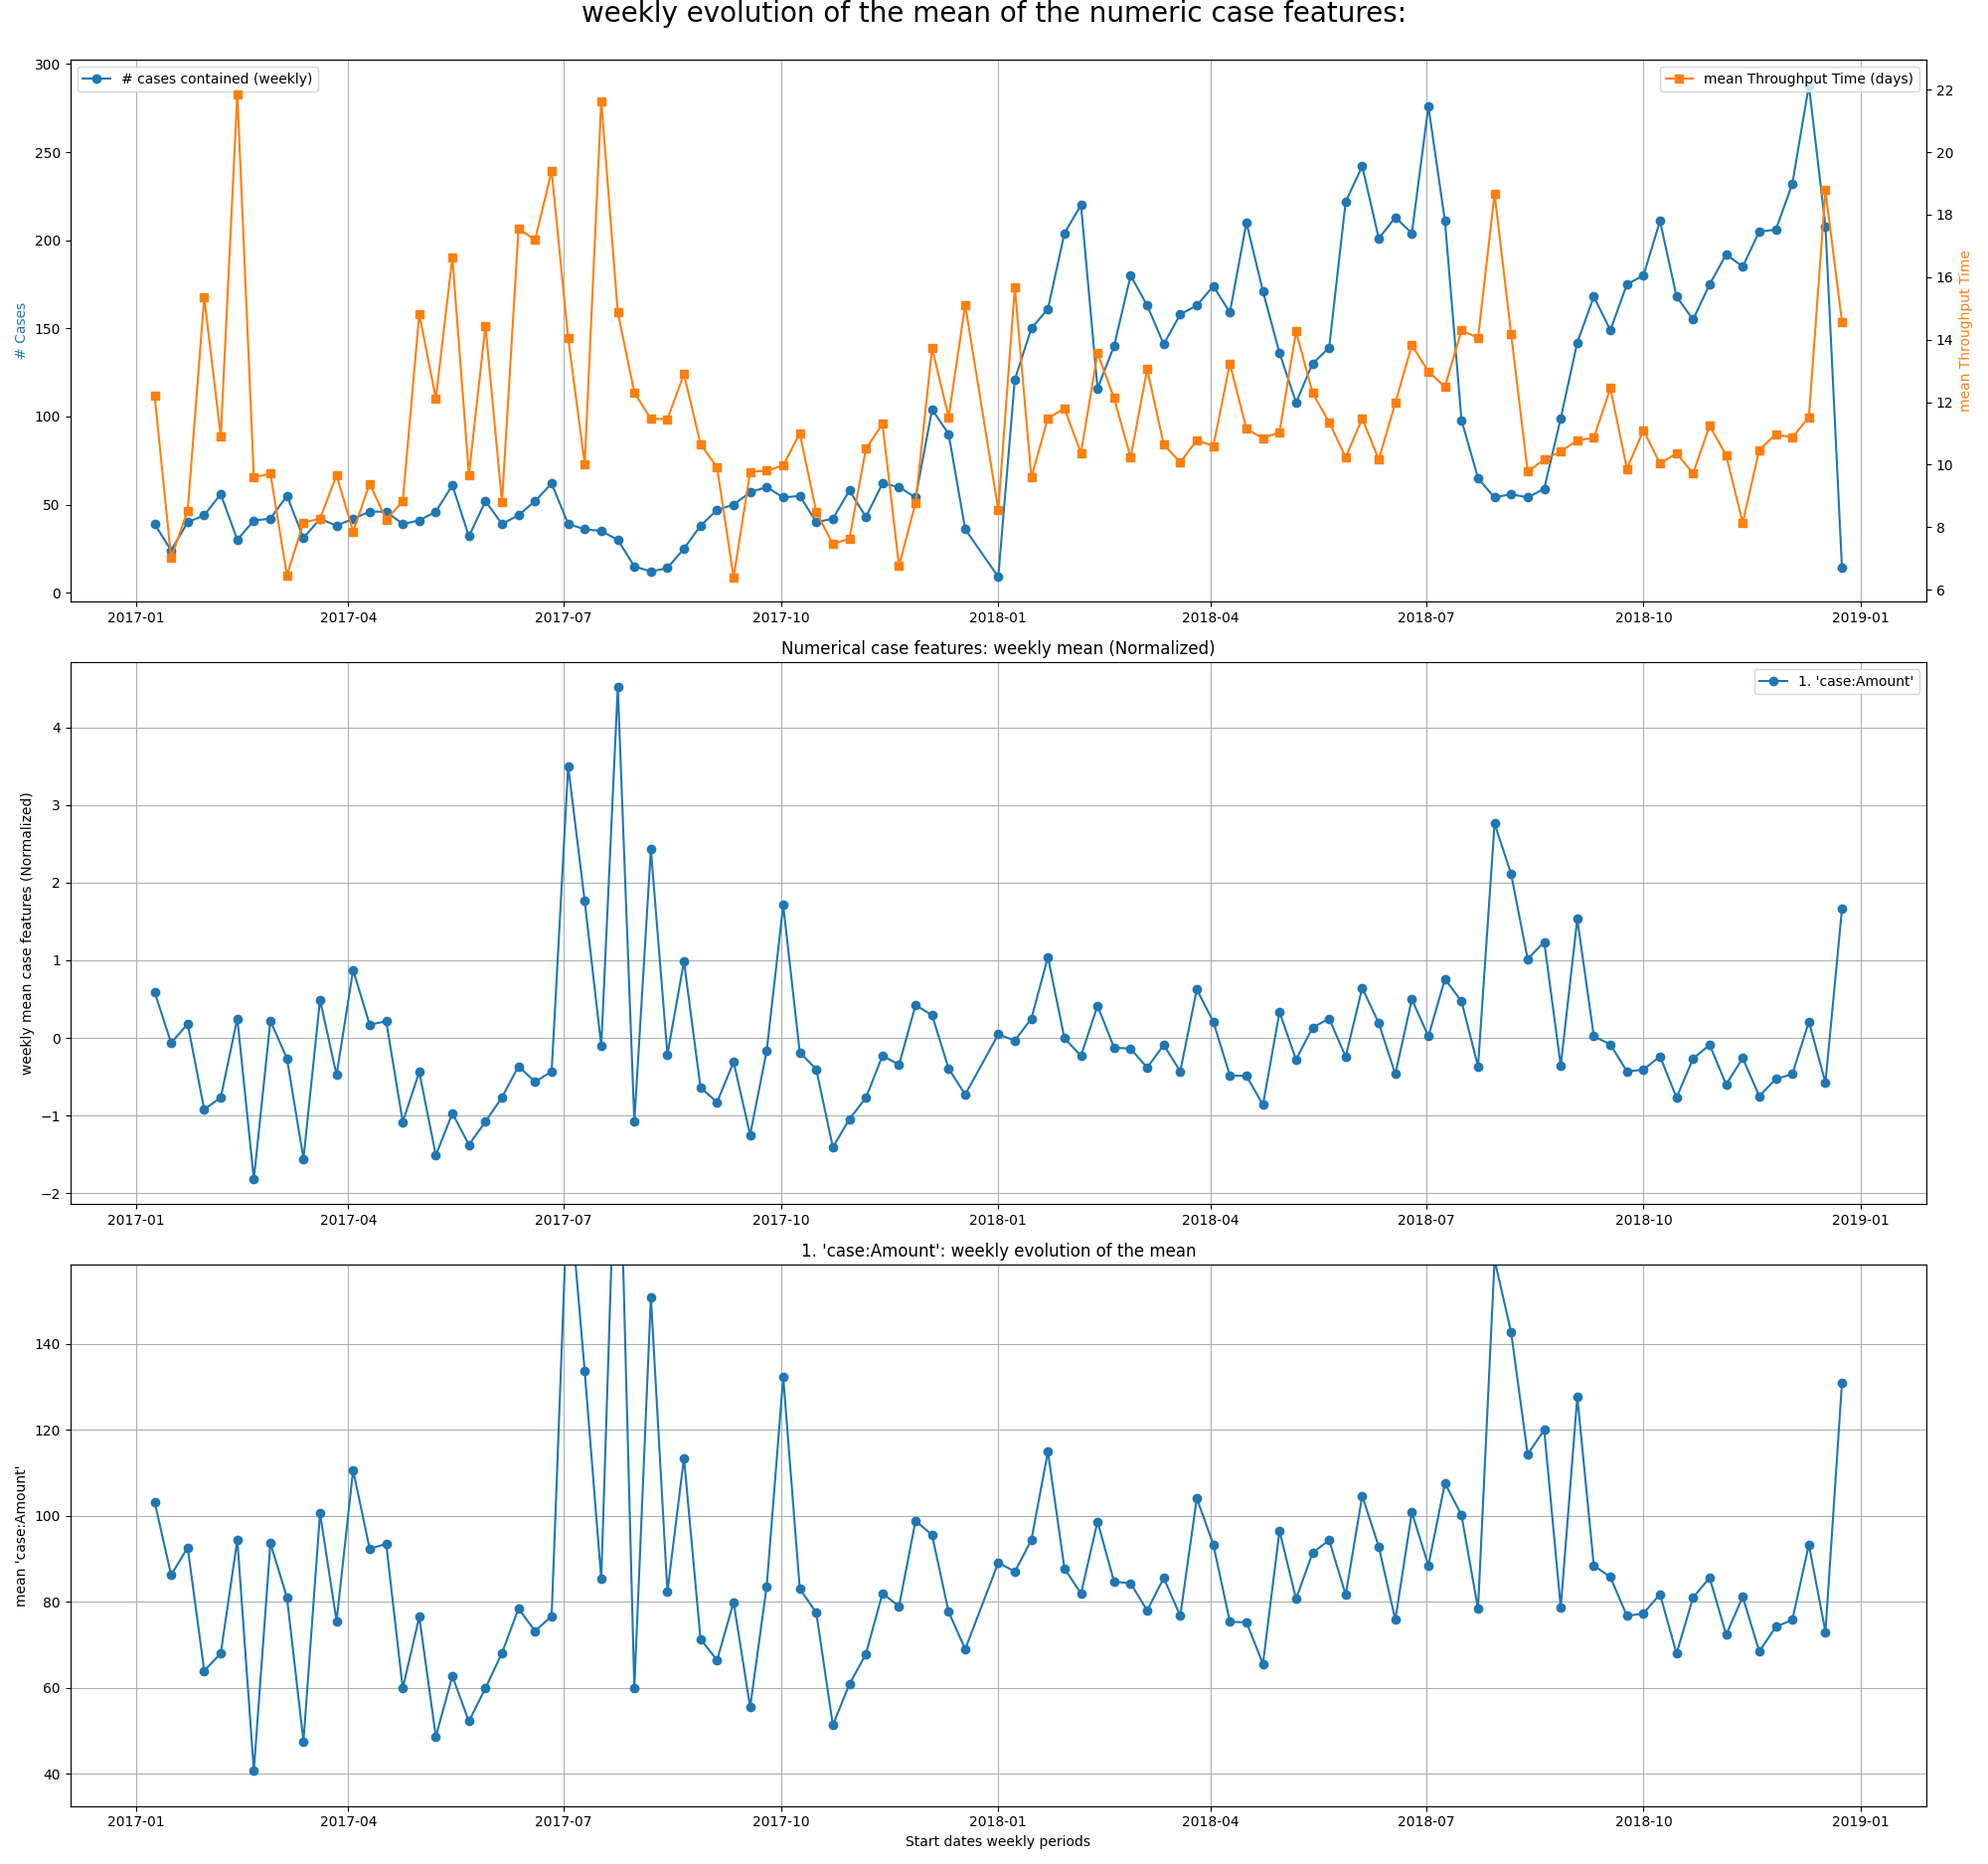 weekly evolution of the mean of the numeric case features:
# cases contained (weekly)
mean Throughput Time (days)
# Cases
mean Throughput Time
300
250
200
150
100
50
0
22
20
18
16
14
12
10
8
6
2017-01 2017-04 2017-07 2017-10 2018-01 2018-04 2018-07 2018-10 2019-01
Numerical case features: weekly mean (Normalized)
1. 'case:Amount'
weekly mean case features (Normalized)
4
3
2
1
0
−1
−2
2017-01 2017-04 2017-07 2017-10 2018-01 2018-04 2018-07 2018-10 2019-01
1. 'case:Amount': weekly evolution of the mean
mean 'case:Amount'
140
120
100
80
60
40
2017-01 2017-04 2017-07 2017-10 2018-01 2018-04 2018-07 2018-10 2019-01
Start dates weekly periods